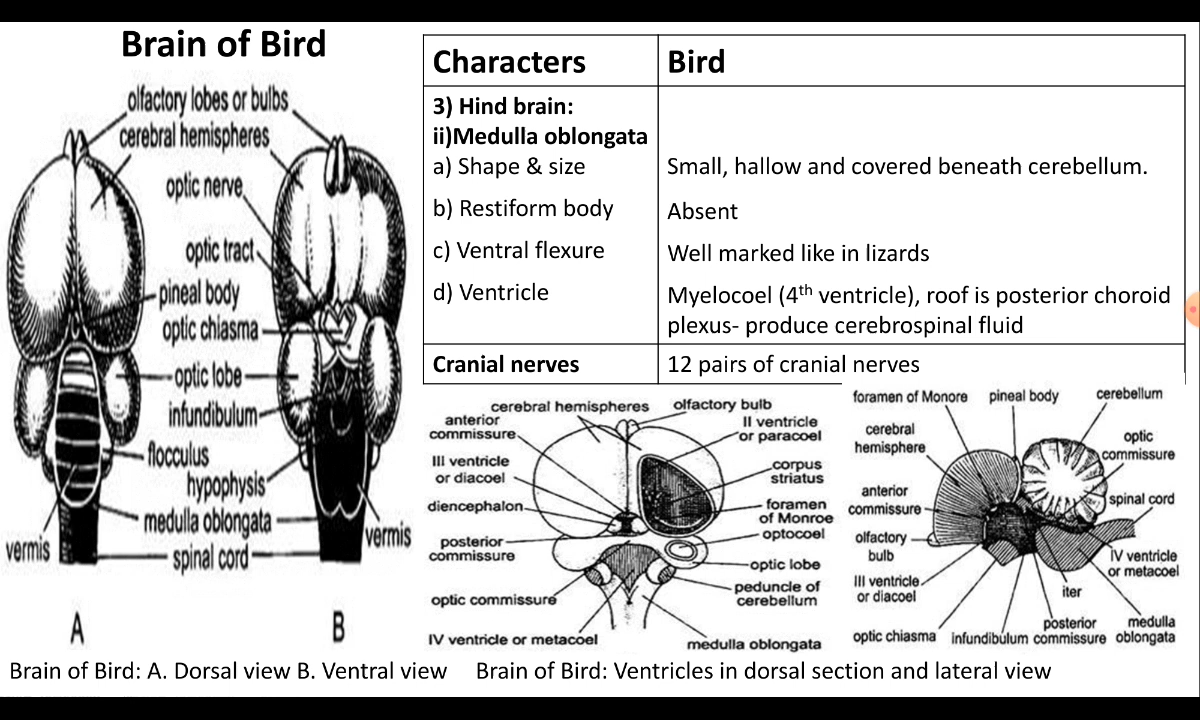 Brain of Bird
olfactory lobes or bulbs
cerebral hemispheres
optic nerve
optic tract
pineal body
optic chiasma
optic lobe
infundibulum
flocculus
hypophysis
medulla oblongata
vermis
vermis
spinal cord
A
B
Characters
Bird
3) Hind brain:
ii)Medulla oblongata
a) Shape & size
Small, hallow and covered beneath cerebellum.
b) Restiform body
Absent
c) Ventral flexure
Well marked like in lizards
d) Ventricle
Myelocoel (4th ventricle), roof is posterior choroid
plexus- produce cerebrospinal fluid
Cranial nerves
12 pairs of cranial nerves
cerebral hemispheres
olfactory bulb
anterior
commissure
II ventricle
or paracoel
III ventricle
or diacoel
corpus
striatus
diencephalon
foramen
of Monroe
optocoel
posterior
commissure
optic lobe
optic commissure
peduncle of
cerebellum
IV ventricle or metacoel
medulla oblongata
foramen of Monore
pineal body
cerebellum
cerebral
hemisphere
optic
commissure
anterior
commissure
spinal cord
olfactory
bulb
IV ventricle
or metacoel
III ventricle
or diacoel
iter
optic chiasma
infundibulum
posterior
commissure
medulla
oblongata
Brain of Bird: A. Dorsal view B. Ventral view
Brain of Bird: Ventricles in dorsal section and lateral view